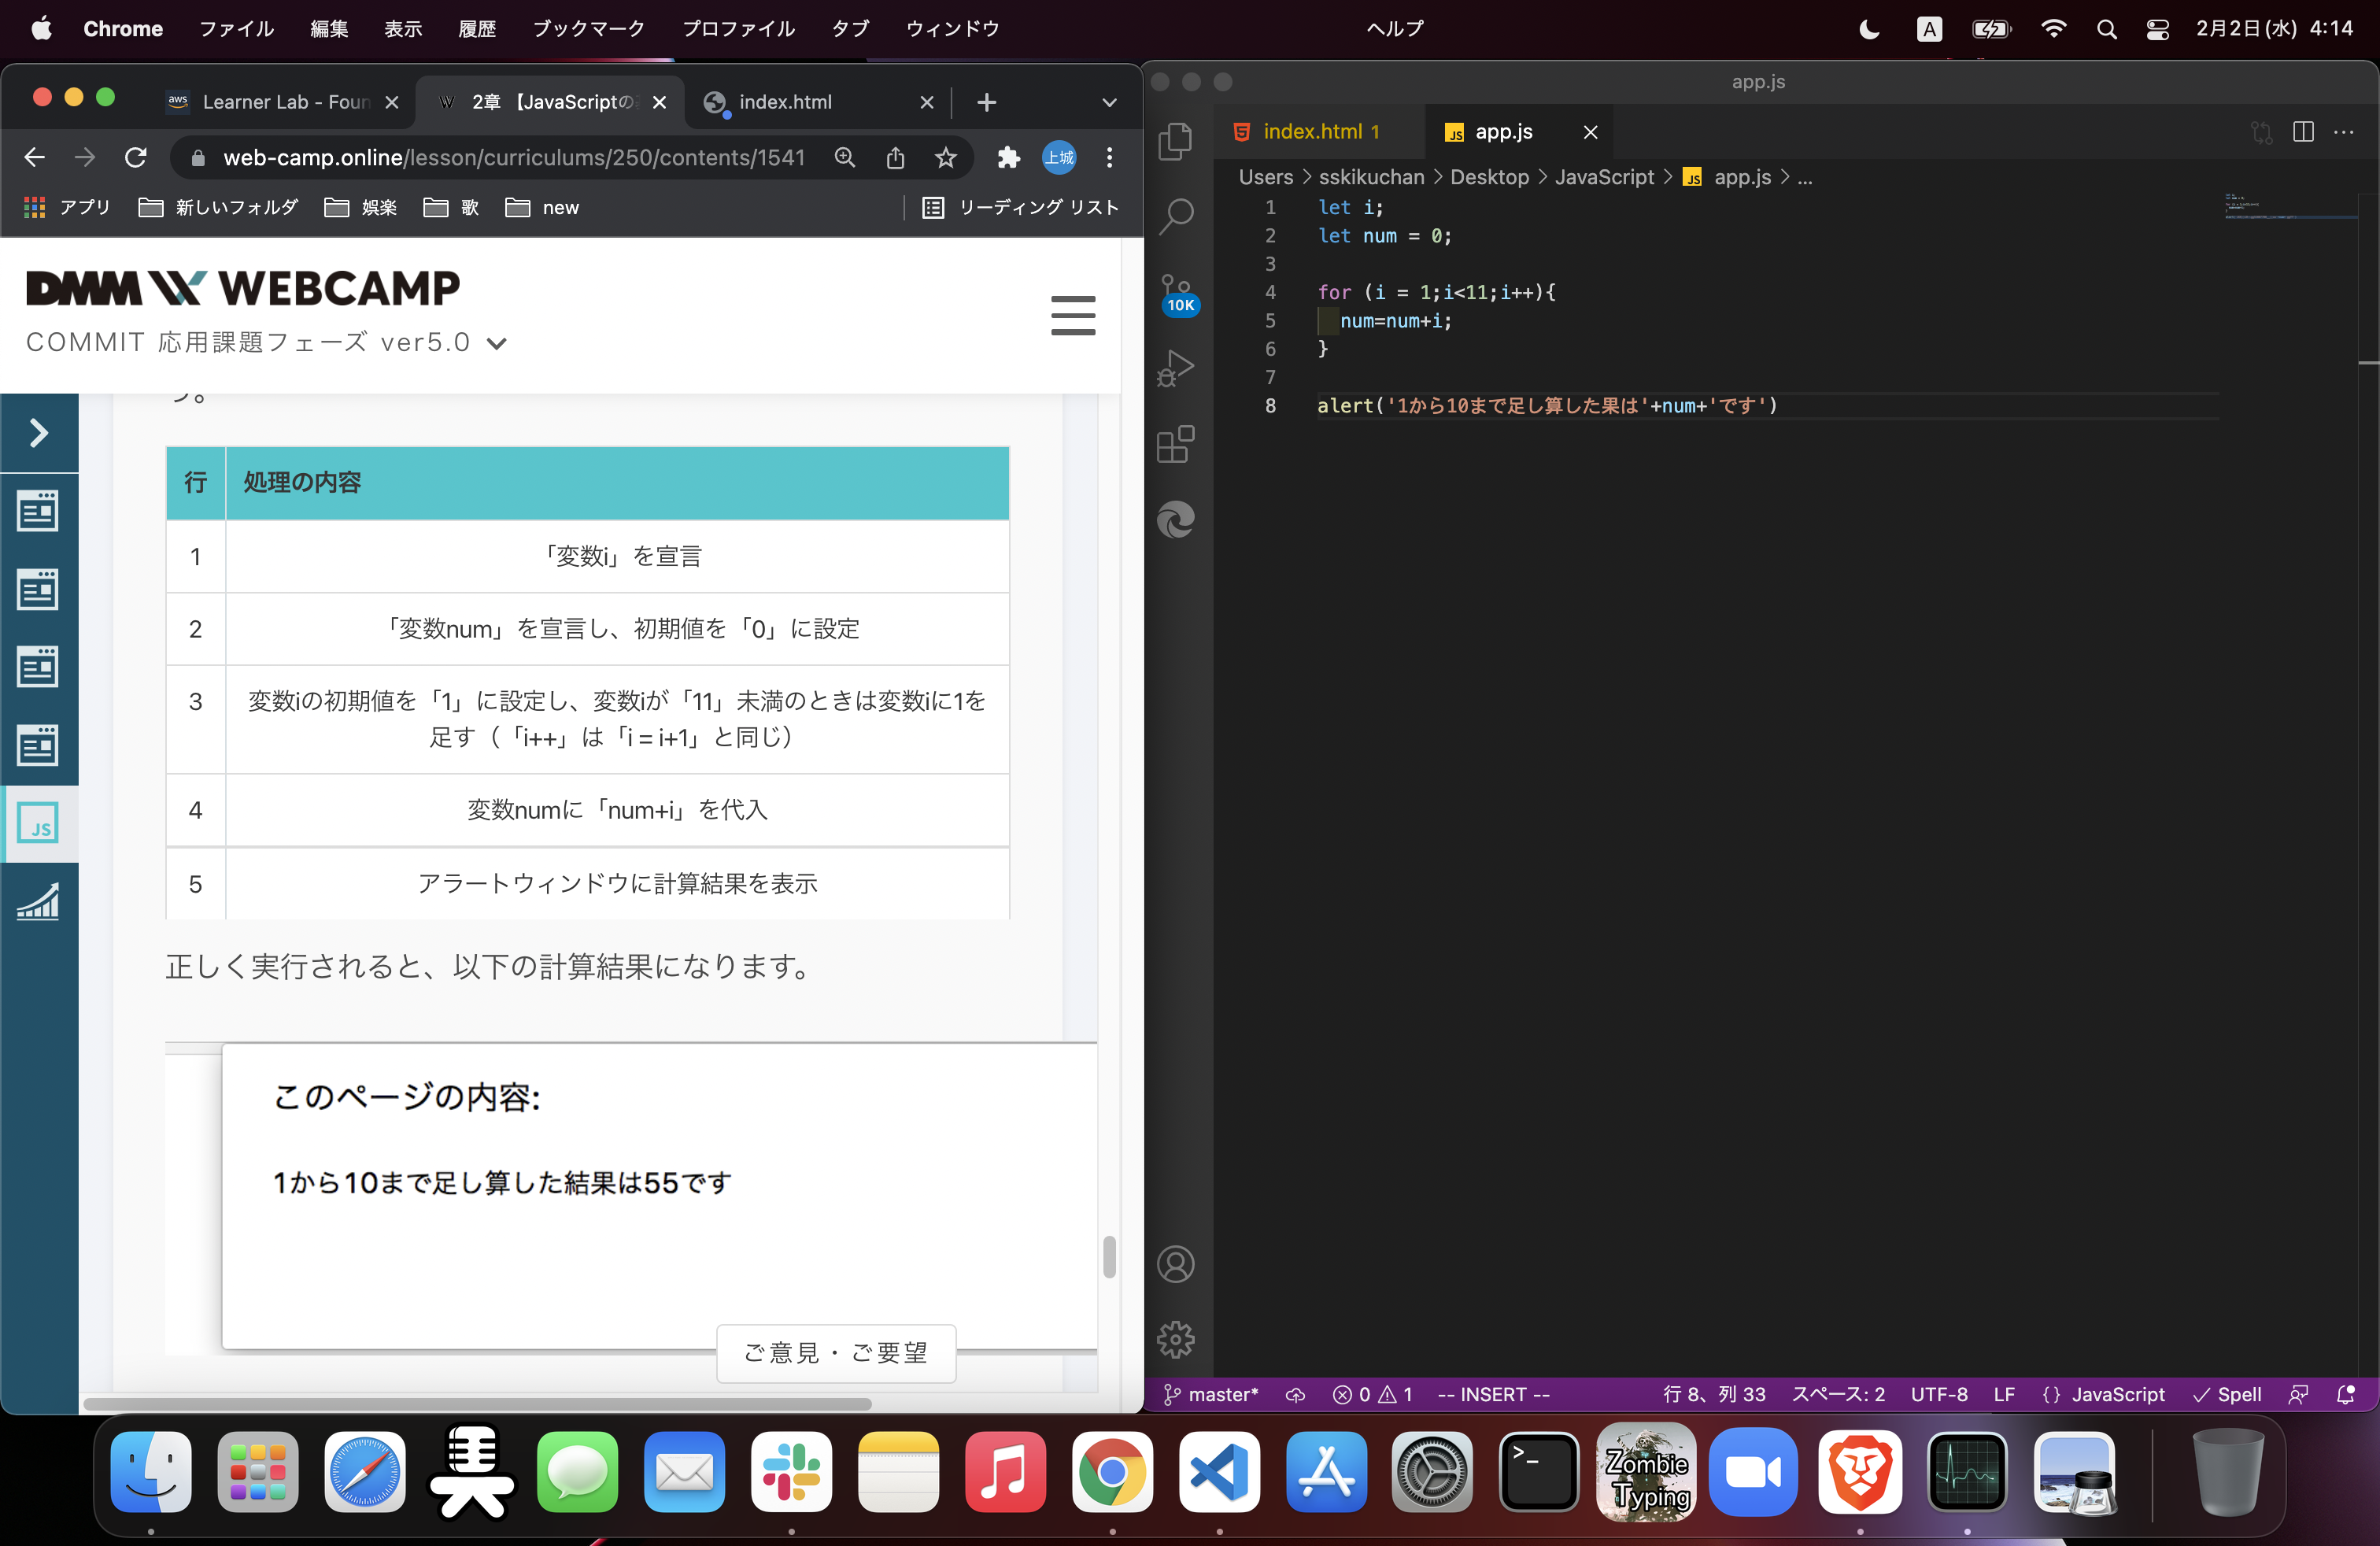 Chrome ファイル 編集 表示 履歴 ブックマーク プロファイル タブ ウィンドウ ヘルプ A 2月2日(水) 4:14
aws Learner Lab - Foun 2章 【JavaScriptの index.html
web-camp.online/lesson/curriculums/250/contents/1541 上城
アプリ 新しいフォルダ 娯楽 歌 new リーディング リスト
DMM WEBCAMP
COMMIT 応用課題フェーズ ver5.0
う。
行 処理の内容
1 「変数i」を宣言
2 「変数num」を宣言し、初期値を「0」に設定
3 変数iの初期値を「1」に設定し、変数iが「11」未満のときは変数iに1を
足す（「i++」は「i = i+1」と同じ）
4 変数numに「num+i」を代入
5 アラートウィンドウに計算結果を表示
正しく実行されると、以下の計算結果になります。
このページの内容:
1から10まで足し算した結果は55です
ご意見・ご要望
JS
app.js
index.html 1 JS app.js
Users > sskikuchan > Desktop > JavaScript > JS app.js > ...
10K
1 let i;
2 let num = 0;
3
4 for (i = 1;i<11;i++){
5 num=num+i;
6 }
7
8 alert('1から10まで足し算した果は'+num+'です')
master* 0 1 -- INSERT -- 行 8、列 33 スペース: 2 UTF-8 LF {} JavaScript Spell
Zombie
Typing